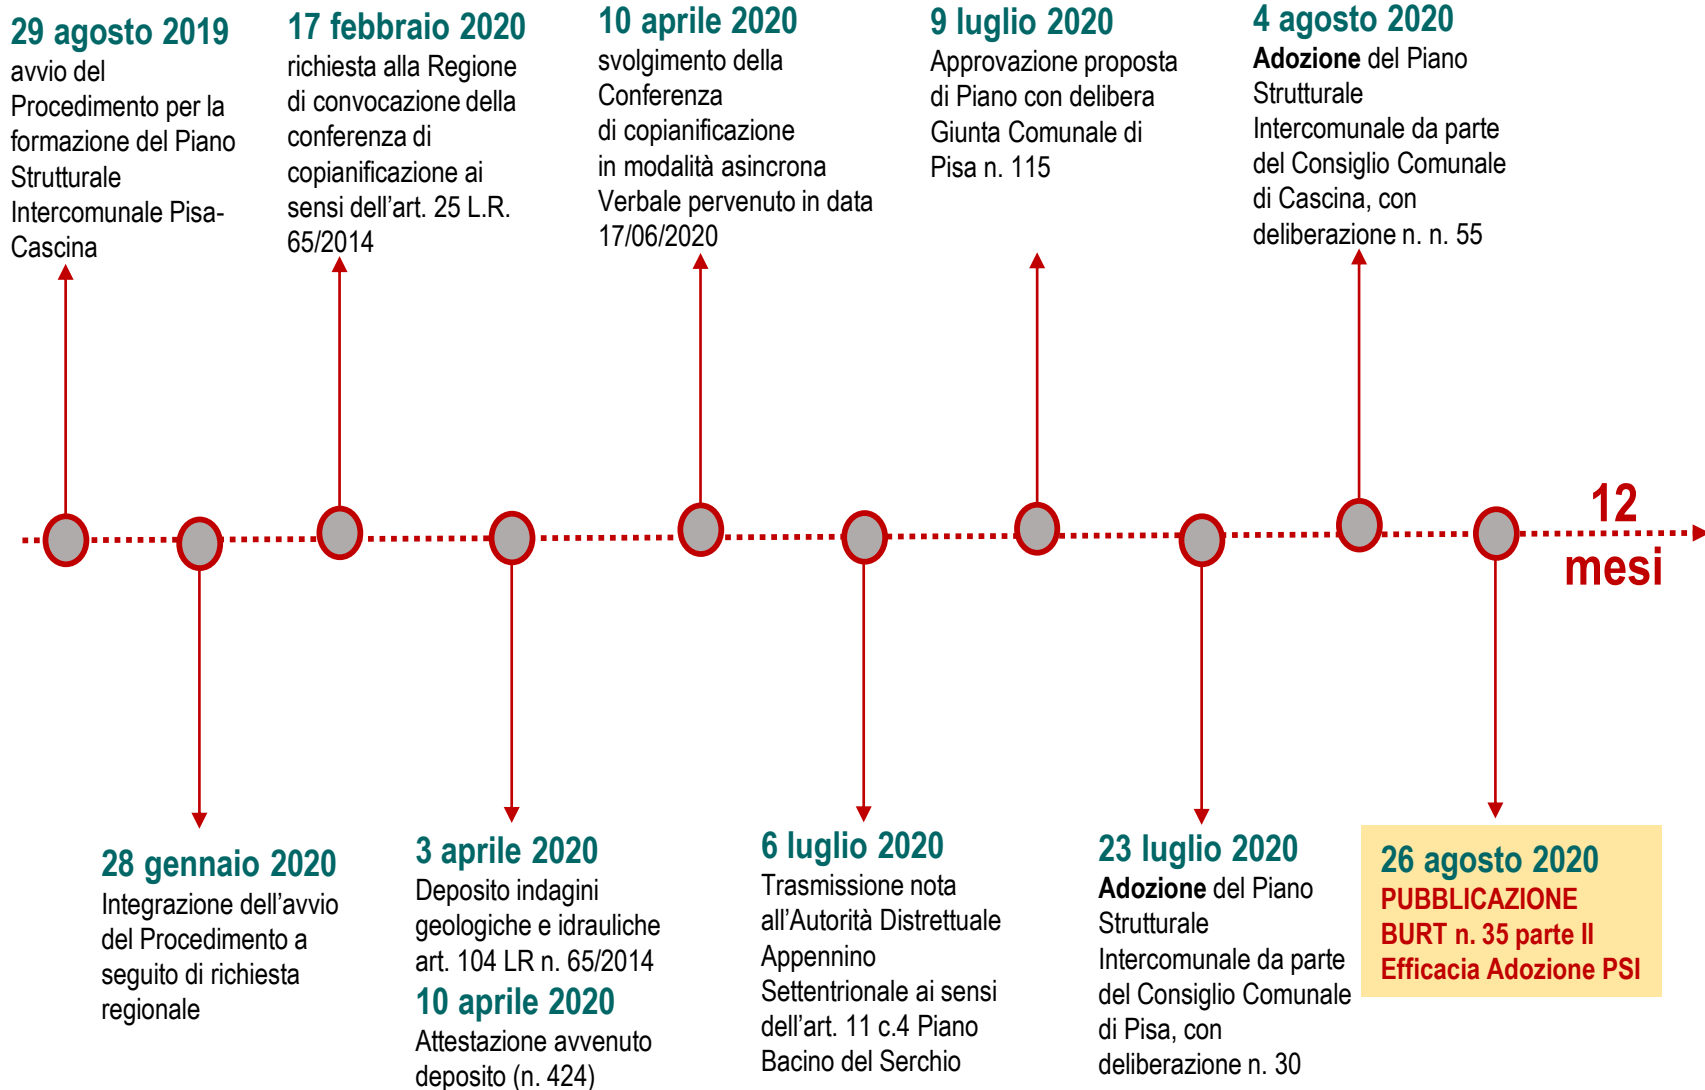 29 agosto 2019
avvio del
Procedimento per la
formazione del Piano
Strutturale
Intercomunale Pisa-
Cascina
17 febbraio 2020
richiesta alla Regione
di convocazione della
conferenza di
copianificazione ai
sensi dell'art. 25 L.R.
65/2014
10 aprile 2020
svolgimento della
Conferenza
di copianificazione
in modalità asincrona
Verbale pervenuto in data
17/06/2020
9 luglio 2020
Approvazione proposta
di Piano con delibera
Giunta Comunale di
Pisa n. 115
4 agosto 2020
Adozione del Piano
Strutturale
Intercomunale da parte
del Consiglio Comunale
di Cascina, con
deliberazione n. n. 55
12
mesi
28 gennaio 2020
Integrazione dell'avvio
del Procedimento a
seguito di richiesta
regionale
3 aprile 2020
Deposito indagini
geologiche e idrauliche
art. 104 LR n. 65/2014
10 aprile 2020
Attestazione avvenuto
deposito (n. 424)
6 luglio 2020
Trasmissione nota
all'Autorità Distrettuale
Appennino
Settentrionale ai sensi
dell'art. 11 c.4 Piano
Bacino del Serchio
23 luglio 2020
Adozione del Piano
Strutturale
Intercomunale da parte
del Consiglio Comunale
di Pisa, con
deliberazione n. 30
26 agosto 2020
PUBBLICAZIONE
BURT n. 35 parte II
Efficacia Adozione PSI